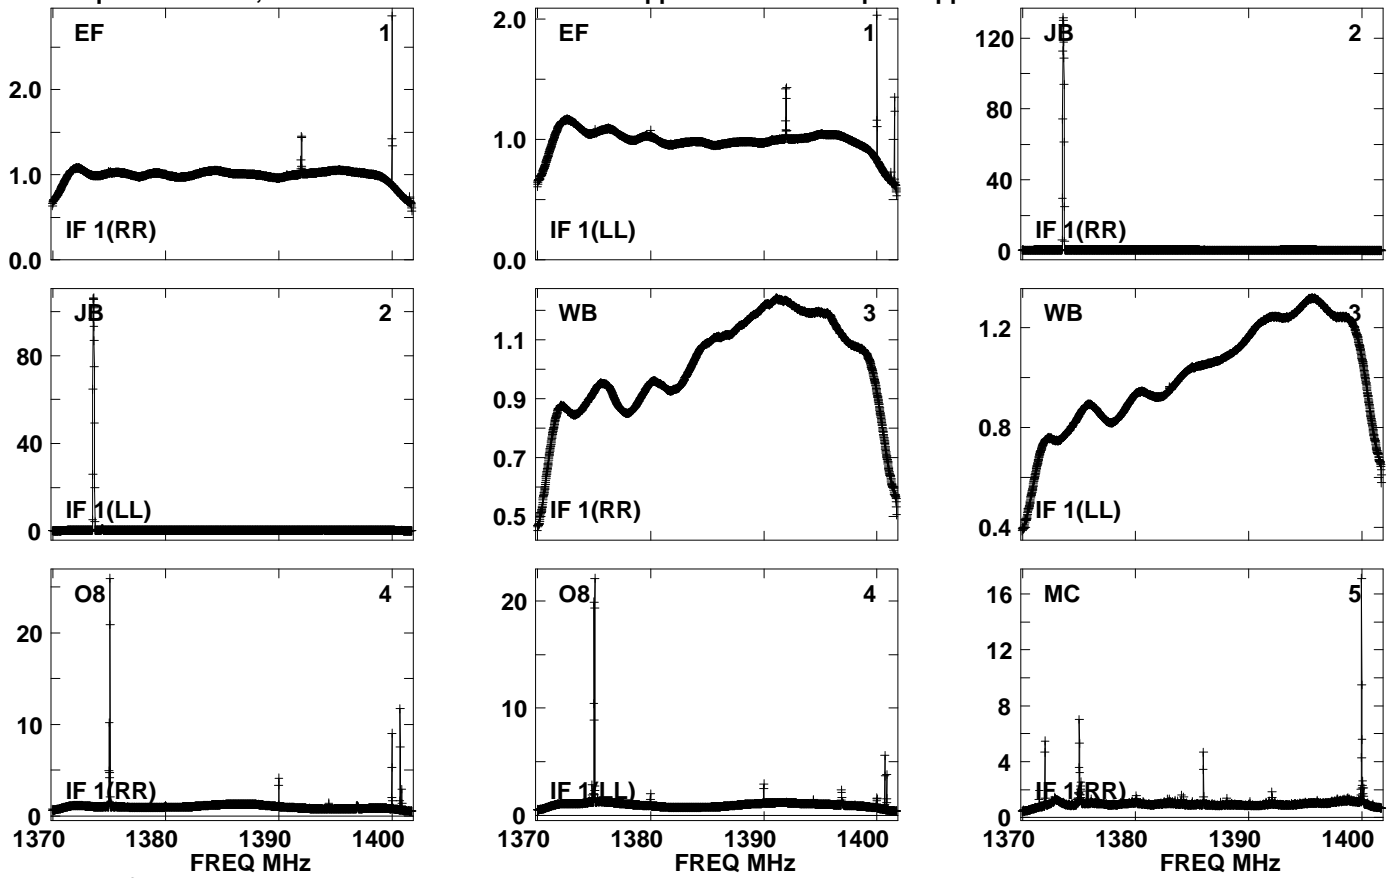 EF 1
2.0
1.0
0.0
IF 1(RR)
EF 1
2.0
1.0
0.0
IF 1(LL)
JB 2
120
80
40
0
IF 1(RR)
JB 2
80
40
0
IF 1(LL)
WB 3
1.1
0.9
0.7
0.5
IF 1(RR)
WB 3
1.2
0.8
0.4
IF 1(LL)
O8 4
20
10
0
IF 1(RR)
1370 1380 1390 1400
FREQ MHz
O8 4
20
10
0
IF 1(LL)
1370 1380 1390 1400
FREQ MHz
MC 5
16
12
8
4
0
IF 1(RR)
1370 1380 1390 1400
FREQ MHz